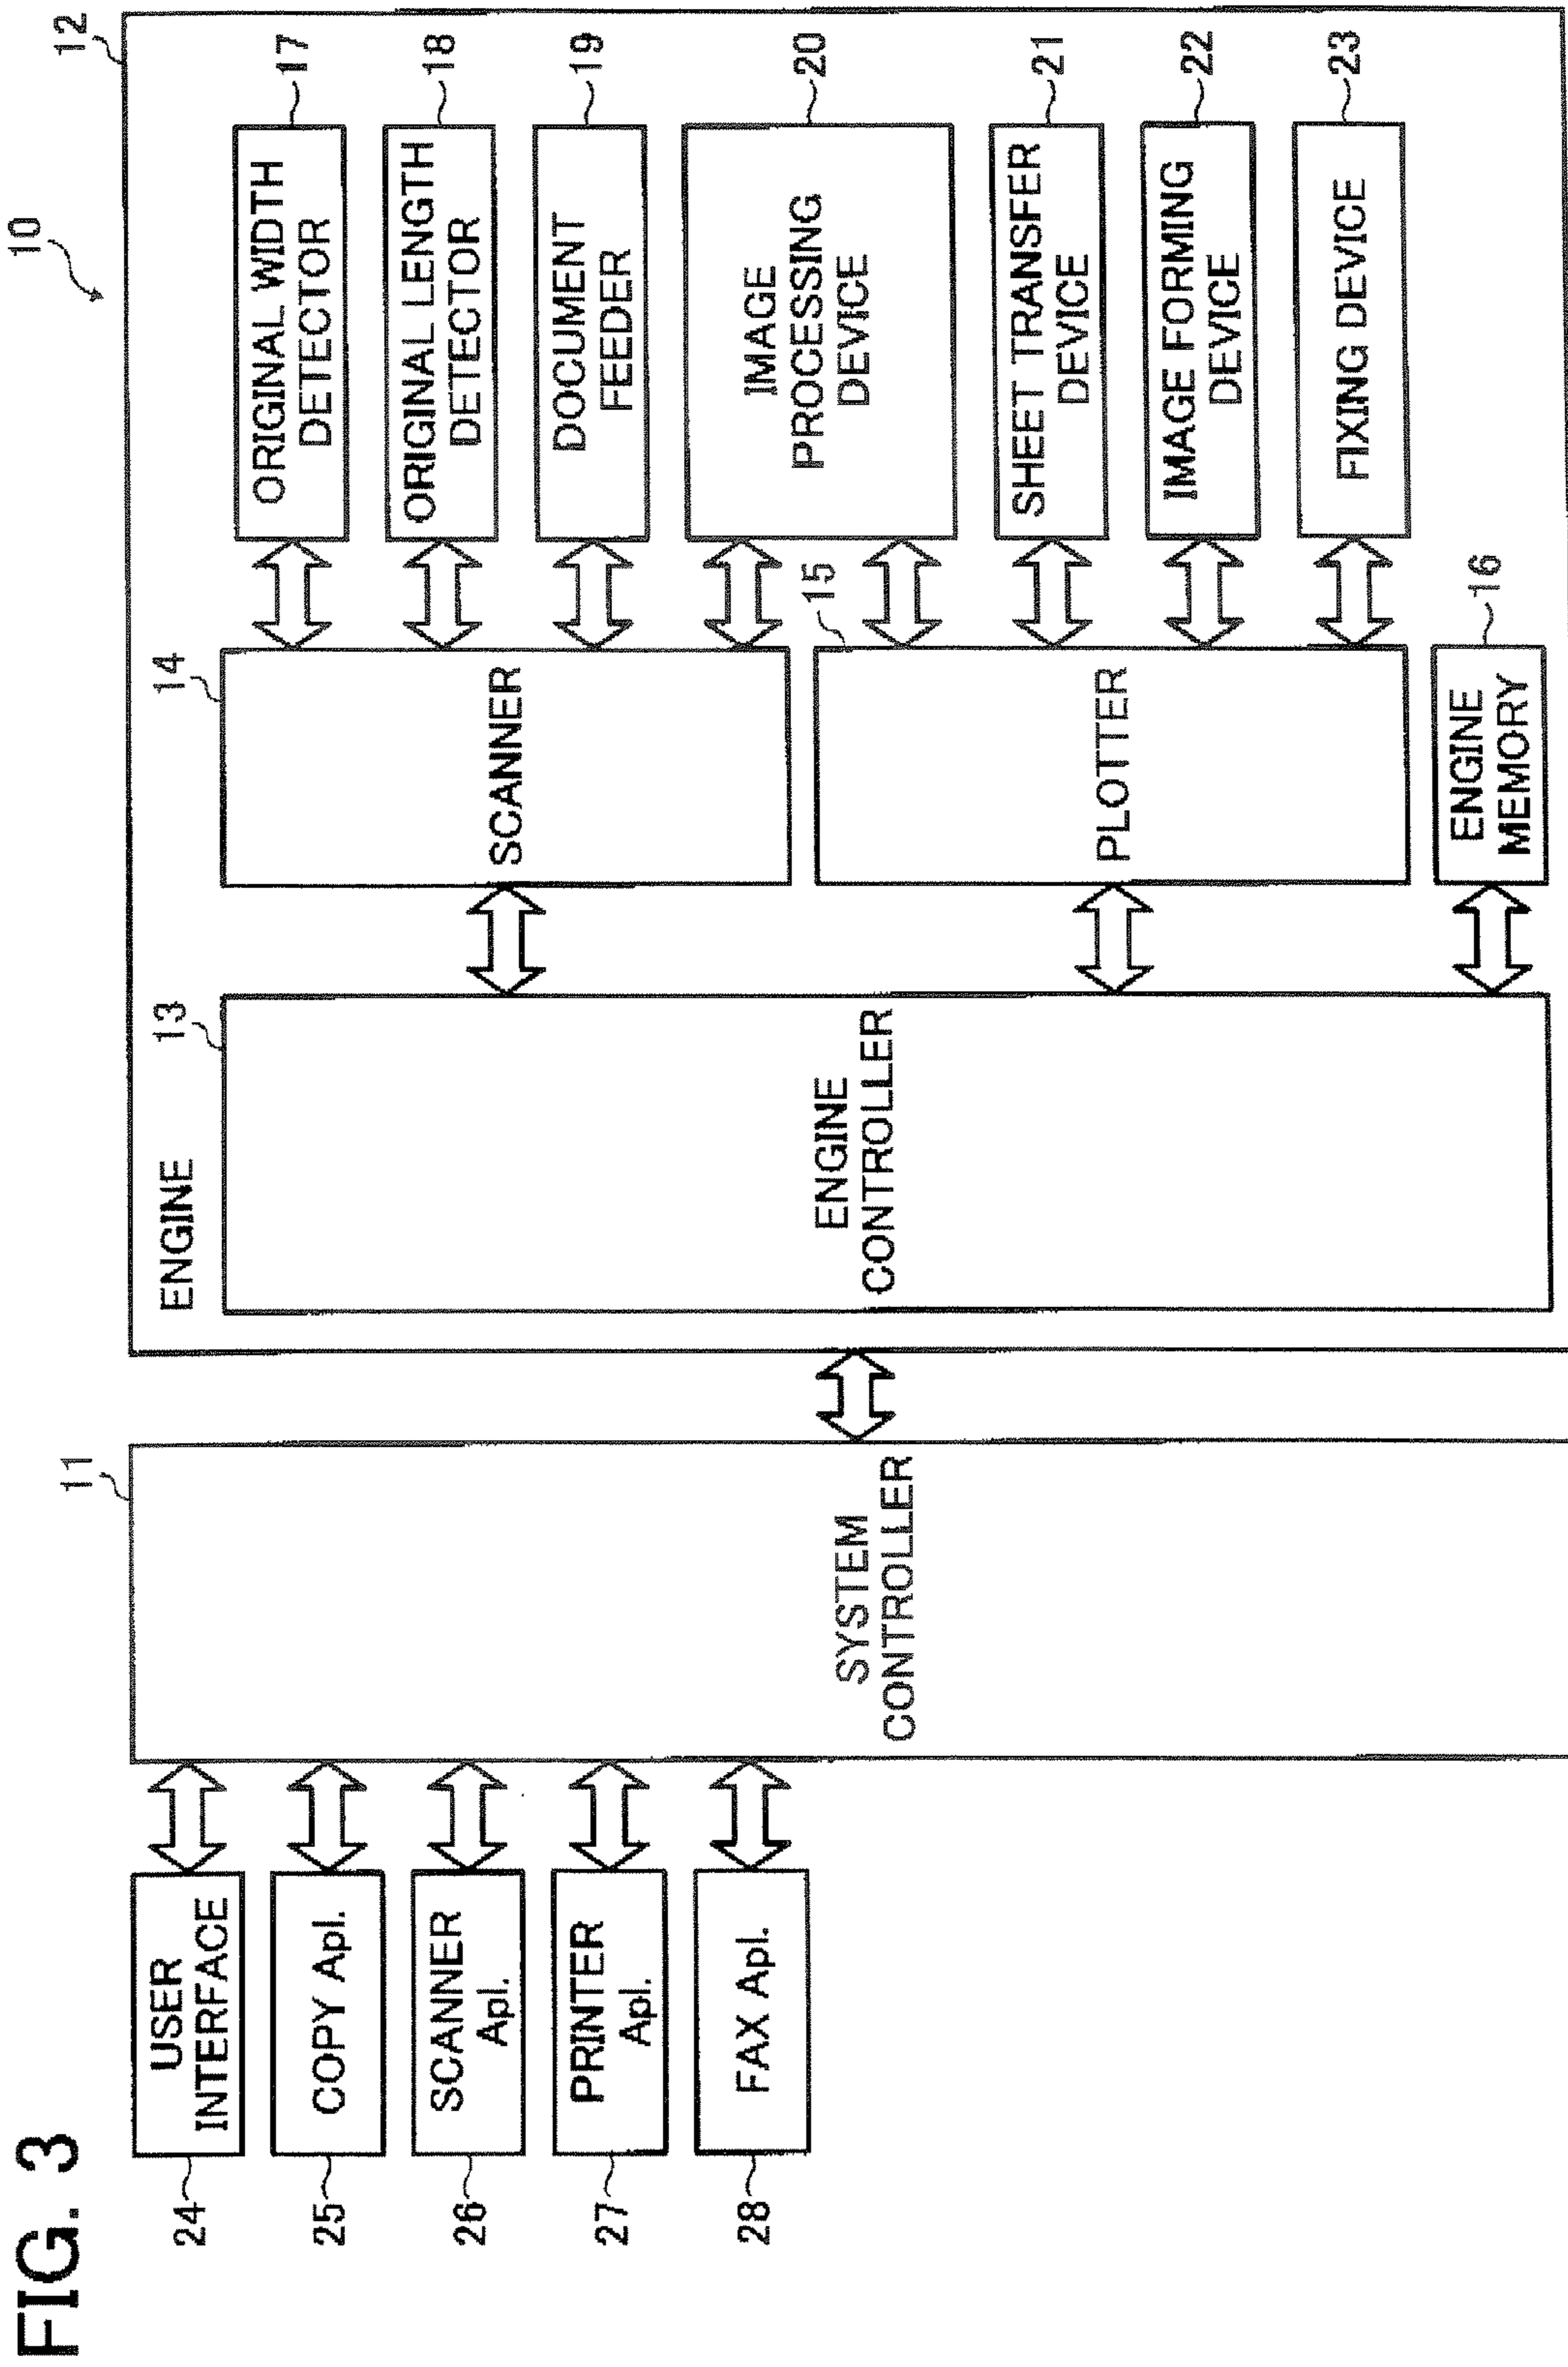 FIG. 3
10
24
USER
INTERFACE
25
COPY Apl.
26
SCANNER
Apl.
27
PRINTER
Apl.
28
FAX Apl.
11
SYSTEM
CONTROLLER
12
ENGINE
13
ENGINE
CONTROLLER
14
SCANNER
15
PLOTTER
16
ENGINE
MEMORY
ORIGINAL WIDTH
DETECTOR
17
ORIGINAL LENGTH
DETECTOR
18
DOCUMENT
FEEDER
19
IMAGE
PROCESSING
DEVICE
20
SHEET TRANSFER
DEVICE
21
IMAGE FORMING
DEVICE
22
FIXING DEVICE
23